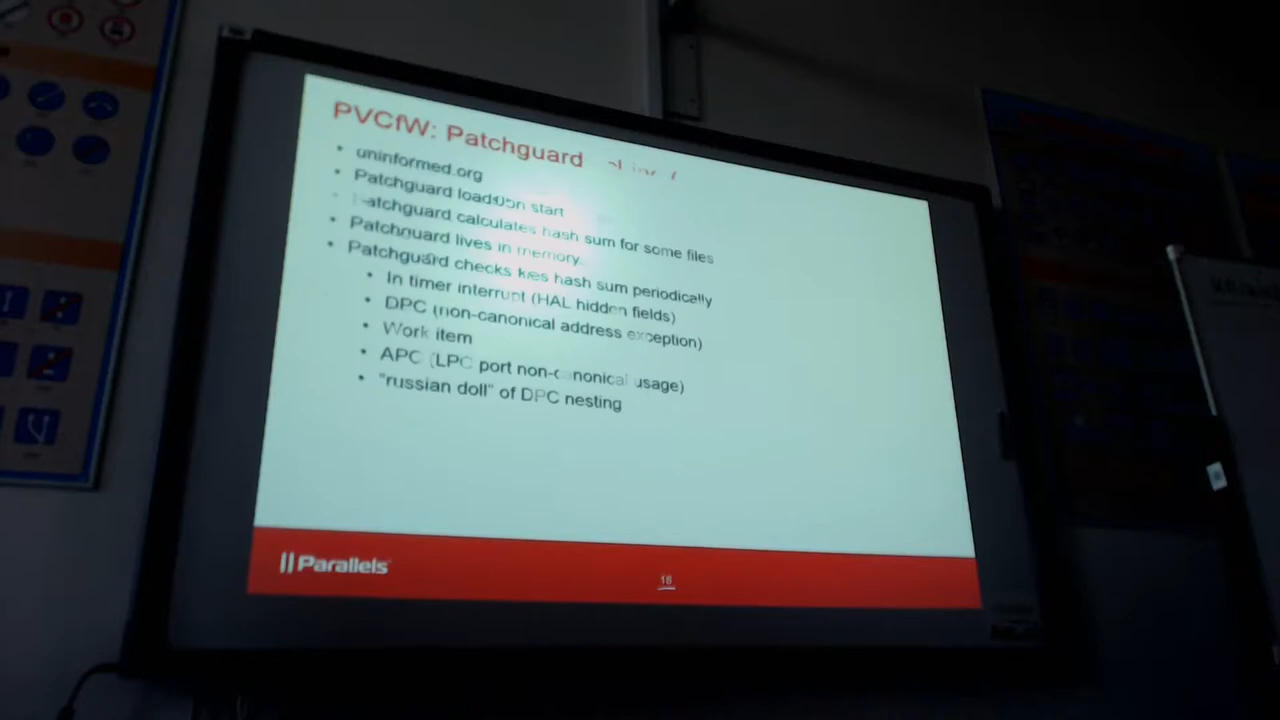 PVCfW: Patchguard
uninformed.org
Patchguard load on start
Patchguard calculates hash sum for some files
Patchguard lives in memory
Patchguard checks hash sum periodically
In timer interrupt (HAL hidden fields)
DPC (non-canonical address exception)
Work item
APC (LPC port non-canonical usage)
"russian doll" of DPC nesting
Parallels
18